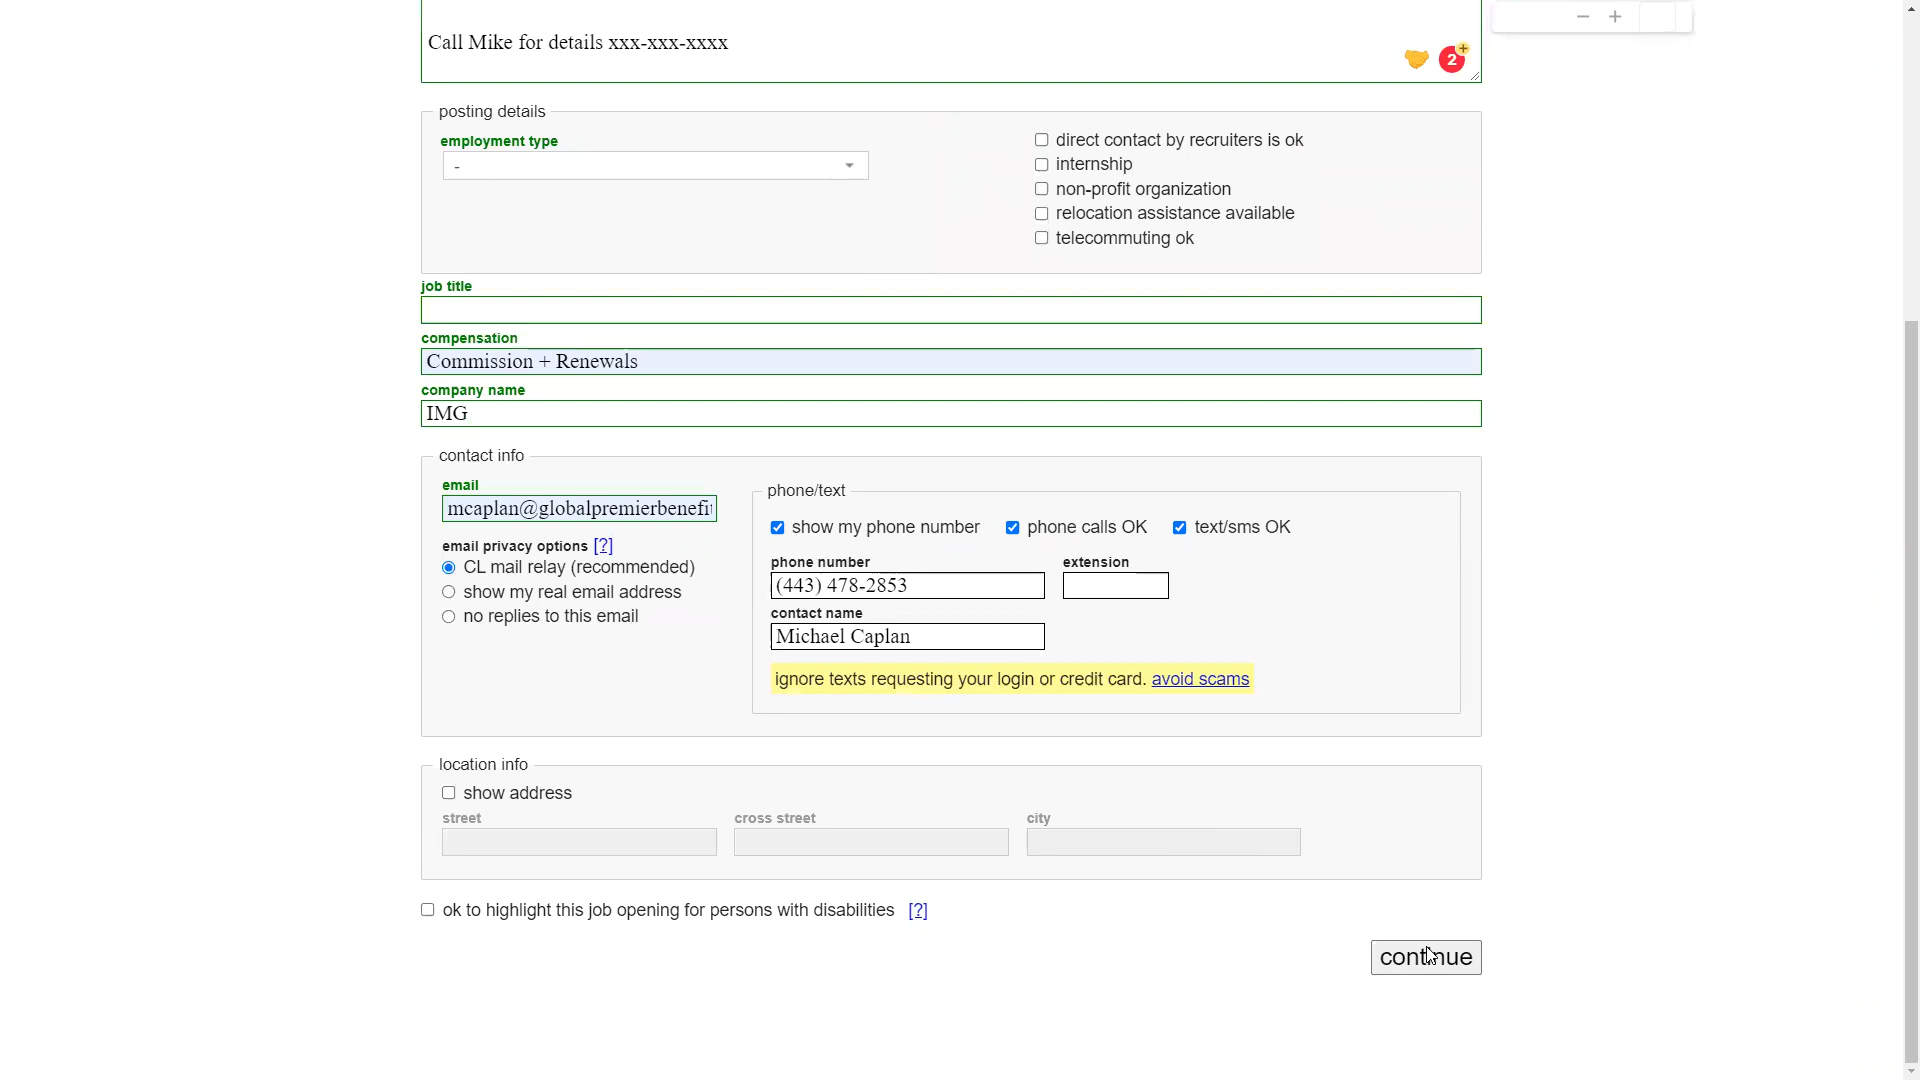 Call Mike for details xxx-xxx-xxxx
2
posting details
employment type
-
direct contact by recruiters is ok
internship
non-profit organization
relocation assistance available
telecommuting ok
job title
compensation
Commission + Renewals
company name
IMG
contact info
email
mcaplan@globalpremierbenefit
email privacy options [?]
CL mail relay (recommended)
show my real email address
no replies to this email
phone/text
show my phone number
phone calls OK
text/sms OK
phone number
(443) 478-2853
extension
contact name
Michael Caplan
ignore texts requesting your login or credit card. avoid scams
location info
show address
street
cross street
city
ok to highlight this job opening for persons with disabilities [?]
continue